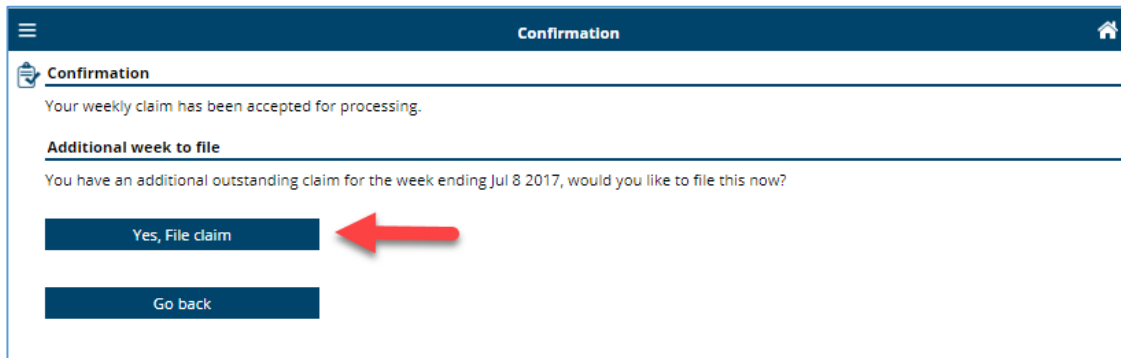 Confirmation
Confirmation
Your weekly claim has been accepted for processing.
Additional week to file
You have an additional outstanding claim for the week ending Jul 8 2017, would you like to file this now?
Yes, File claim
Go back